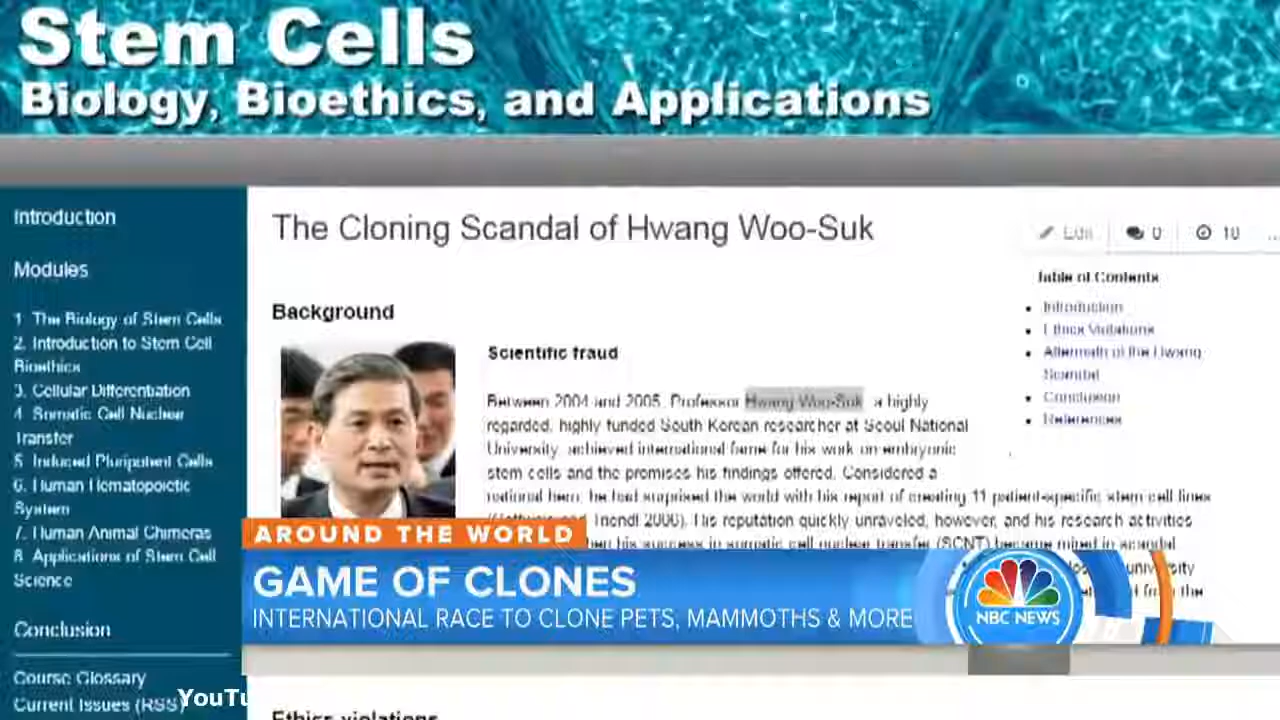 Stem Cells
Biology, Bioethics, and Applications
Introduction
Modules
1. The Biology of Stem Cells
2. Introduction to Stem Cell
Bioethics
3. Cellular Differentiation
4. Somatic Cell Nuclear
Transfer
5. Induced Pluripotent Cells
6. Human Hematopoietic
System
7. Human Animal Chimeras
8. Applications of Stem Cell
Science
Conclusion
Course Glossary
Current Issues (RSS)
The Cloning Scandal of Hwang Woo-Suk
Edit
0
10
...
Table of Contents
Introduction
Ethics Violations
Aftermath of the Hwang
Scandal
Conclusion
References
Background
Scientific fraud
Between 2004 and 2005, Professor Hwang Woo-Suk, a highly
regarded, highly funded South Korean researcher at Seoul National
University, achieved international fame for his work on embryonic
stem cells and the promises his findings offered. Considered a
national hero, he had surprised the world with his report of creating 11 patient-specific stem cell lines
and Triendl 2006). His reputation quickly unraveled, however, and his research activities
his success in somatic cell nuclear transfer (SCNT) became mired in scandal
university
the
AROUND THE WORLD
GAME OF CLONES
INTERNATIONAL RACE TO CLONE PETS, MAMMOTHS & MORE
NBC NEWS
Ethics violations
YouTu